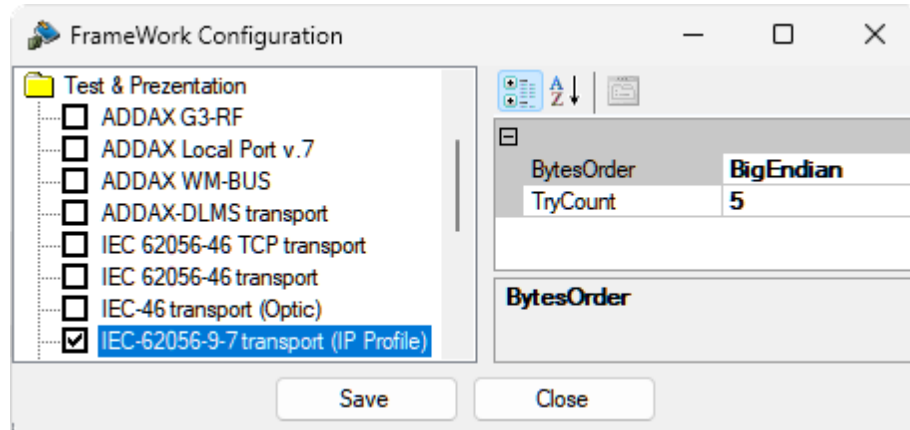 FrameWork Configuration
Test & Prezentation
ADDAX G3-RF
ADDAX Local Port v.7
ADDAX WM-BUS
ADDAX-DLMS transport
IEC 62056-46 TCP transport
IEC 62056-46 transport
IEC-46 transport (Optic)
IEC-62056-9-7 transport (IP Profile)
A
Z
BytesOrder BigEndian
TryCount 5
BytesOrder
Save Close